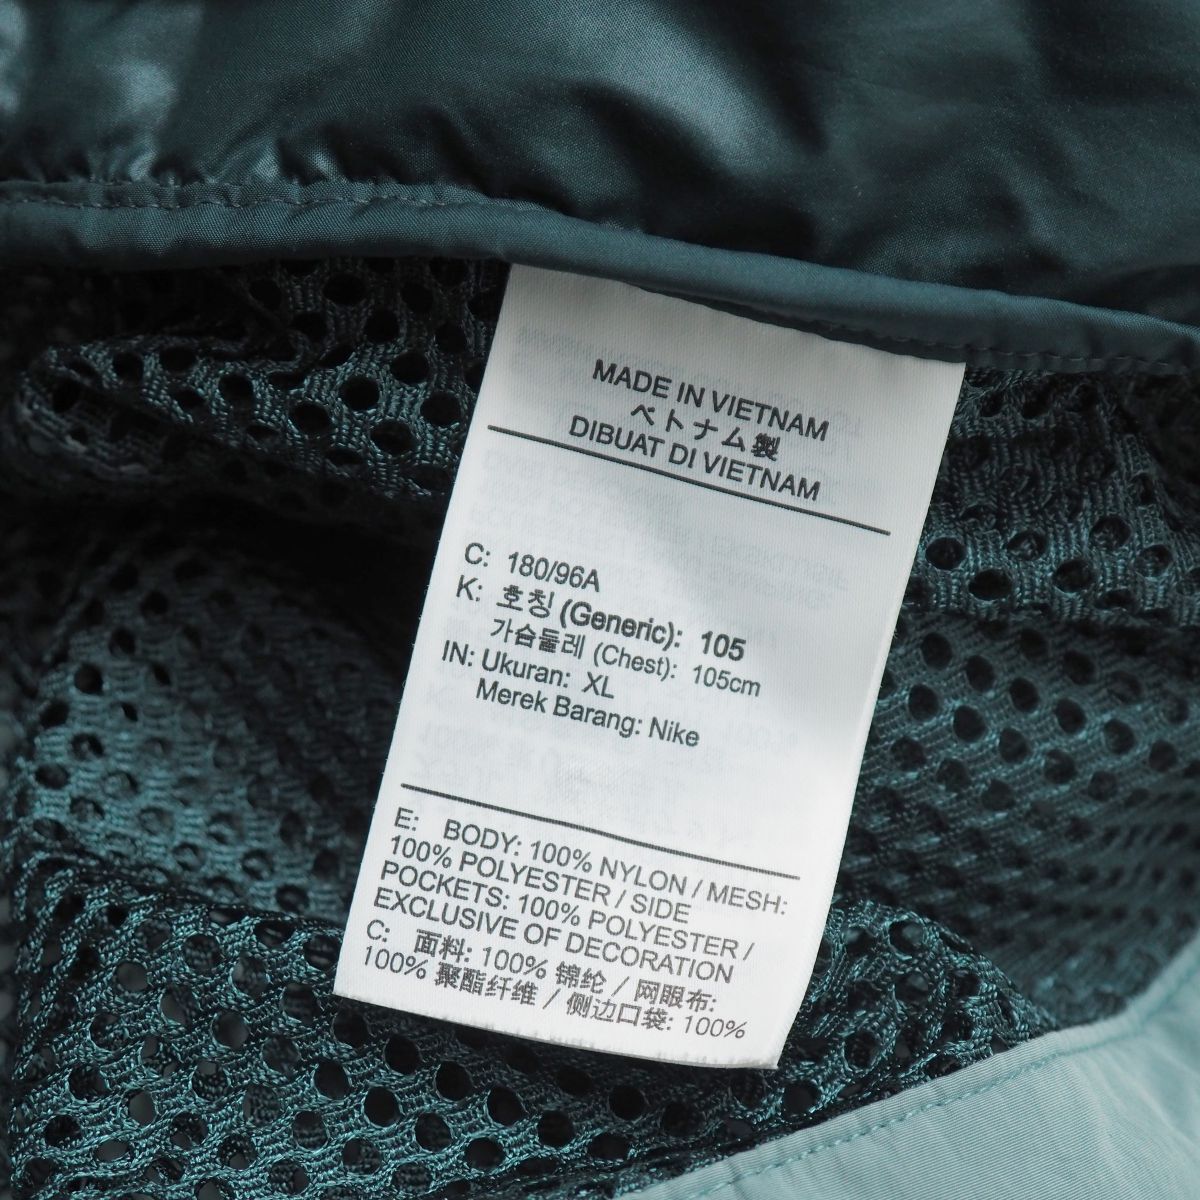 MADE IN VIETNAM
ベトナム製
DIBUAT DI VIETNAM
C: 180/96A
K: 호칭 (Generic): 105
가슴둘레 (Chest): 105cm
IN: Ukuran: XL
Merek Barang: Nike
E: BODY: 100% NYLON / MESH:
100% POLYESTER / SIDE
POCKETS: 100% POLYESTER /
EXCLUSIVE OF DECORATION
C: 面料: 100% 锦纶 / 网眼布:
100% 聚酯纤维 / 侧边口袋: 100%